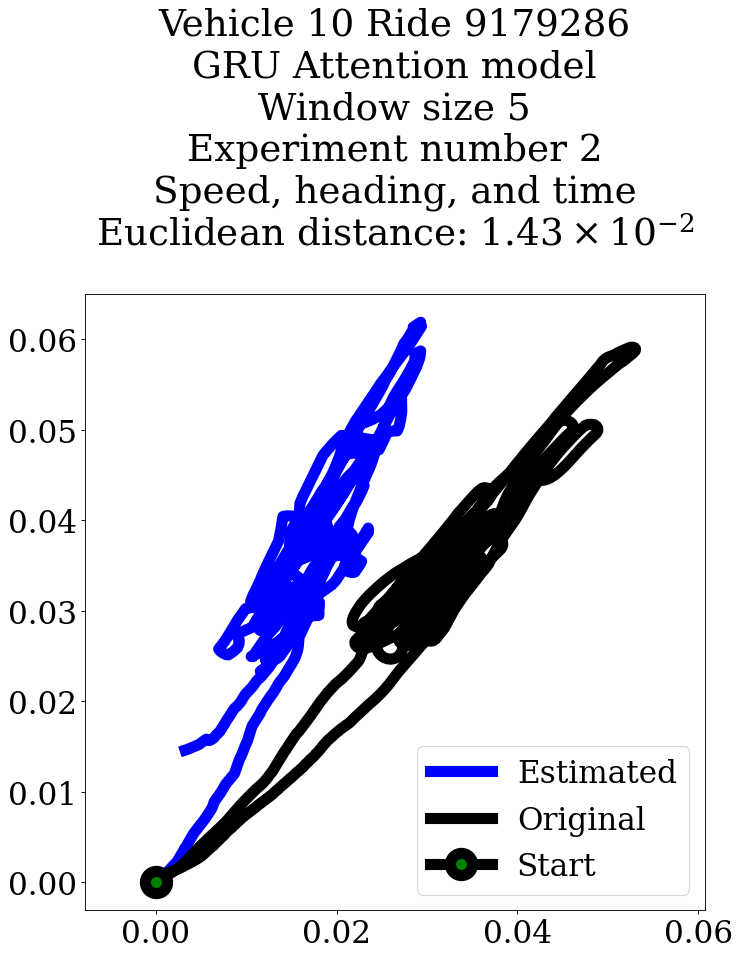 Vehicle 10 Ride 9179286
GRU Attention model
Window size 5
Experiment number 2
Speed, heading, and time
Euclidean distance: 1.43 × 10⁻²
0.06
0.05
0.04
0.03
0.02
0.01
0.00
Estimated
Original
Start
0.00 0.02 0.04 0.06